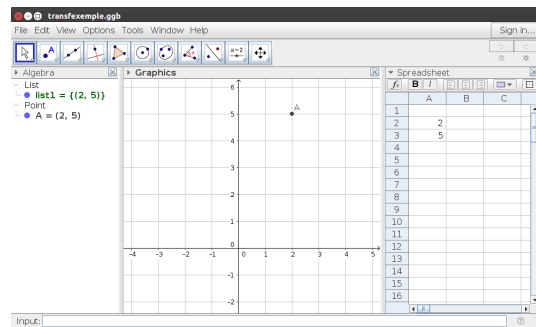 transfexemple.ggb
File Edit View Options Tools Window Help
Sign in...
a=2
Algebra
List
list1 = {(2, 5)}
Point
A = (2, 5)
Graphics
6
5
4
3
2
1
0
-1
-2
-4 -3 -2 -1 0 1 2 3 4 5
A
Spreadsheet
fx B I
A B C
1
2 2
3 5
4
5
6
7
8
9
10
11
12
13
14
15
16
Input: